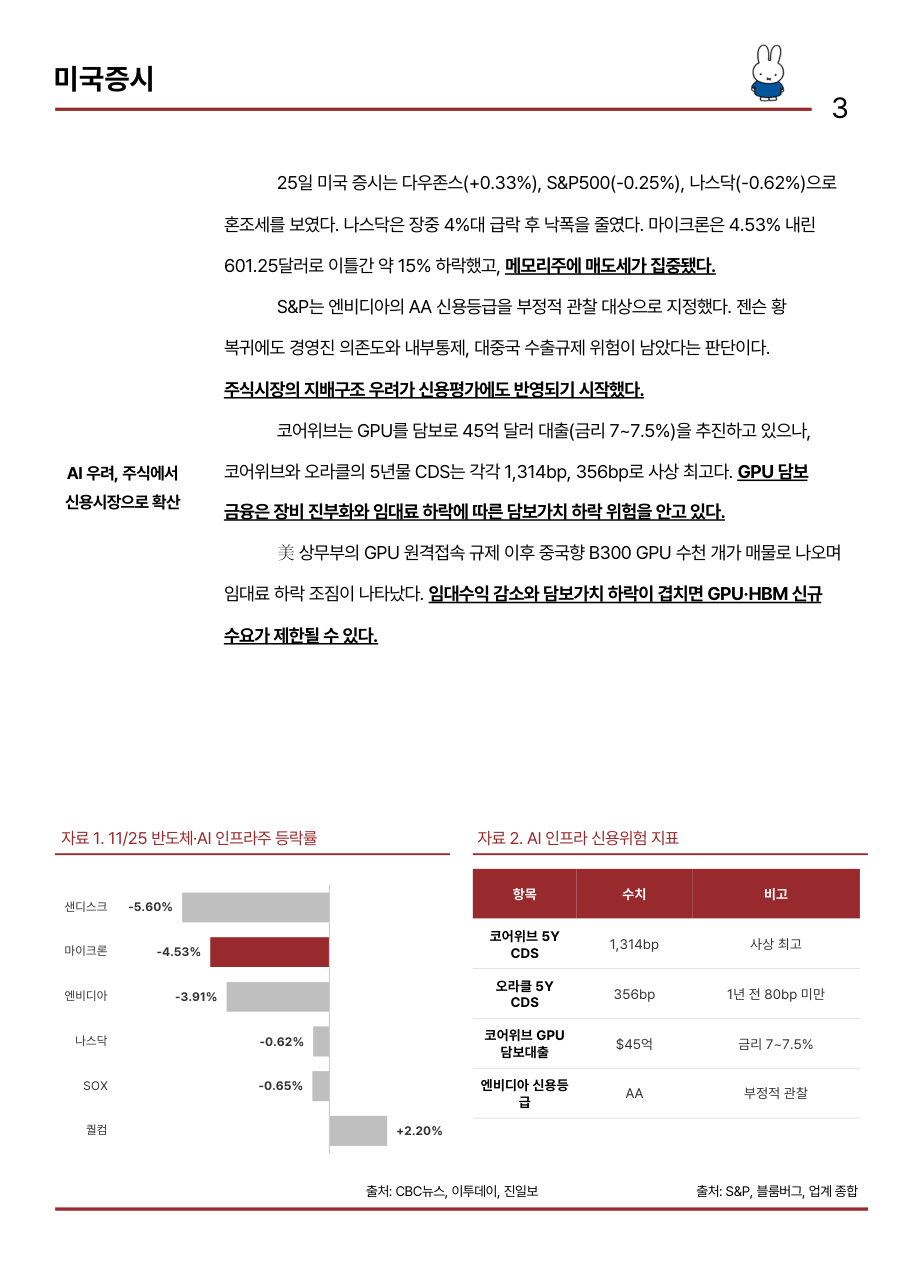 미국증시
3
25일 미국 증시는 다우존스(+0.33%), S&P500(-0.25%), 나스닥(-0.62%)으로
혼조세를 보였다. 나스닥은 장중 4%대 급락 후 낙폭을 줄였다. 마이크론은 4.53% 내린
601.25달러로 이틀간 약 15% 하락했고, 메모리주에 매도세가 집중됐다.
S&P는 엔비디아의 AA 신용등급을 부정적 관찰 대상으로 지정했다. 젠슨 황
복귀에도 경영진 의존도와 내부통제, 대중국 수출규제 위험이 남았다는 판단이다.
주식시장의 지배구조 우려가 신용평가에도 반영되기 시작했다.
코어위브는 GPU를 담보로 45억 달러 대출(금리 7~7.5%)을 추진하고 있으나,
코어위브와 오라클의 5년물 CDS는 각각 1,314bp, 356bp로 사상 최고다. GPU 담보
금융은 장비 진부화와 임대료 하락에 따른 담보가치 하락 위험을 안고 있다.
美 상무부의 GPU 원격접속 규제 이후 중국향 B300 GPU 수천 개가 매물로 나오며
임대료 하락 조짐이 나타났다. 임대수익 감소와 담보가치 하락이 겹치면 GPU·HBM 신규
수요가 제한될 수 있다.
AI 우려, 주식에서
신용시장으로 확산
자료 1. 11/25 반도체·AI 인프라주 등락률
샌디스크 -5.60%
마이크론 -4.53%
엔비디아 -3.91%
나스닥 -0.62%
SOX -0.65%
퀄컴 +2.20%
출처: CBC뉴스, 이투데이, 진일보
자료 2. AI 인프라 신용위험 지표
항목 수치 비고
코어위브 5Y
CDS
1,314bp 사상 최고
오라클 5Y
CDS
356bp 1년 전 80bp 미만
코어위브 GPU
담보대출
$45억 금리 7~7.5%
엔비디아 신용등
급
AA 부정적 관찰
출처: S&P, 블룸버그, 업계 종합